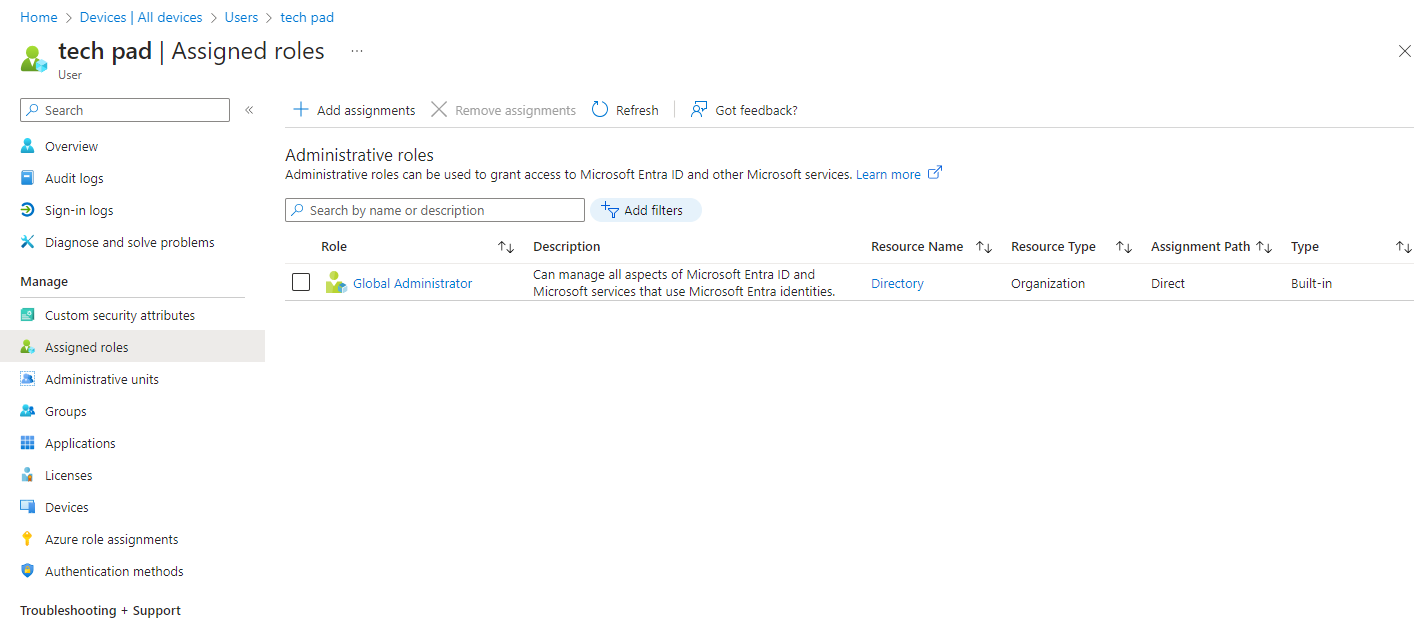 Home > Devices | All devices > Users > tech pad
tech pad | Assigned roles ...
User
Search
«
Add assignments
Remove assignments
Refresh
Got feedback?
Overview
Audit logs
Sign-in logs
Diagnose and solve problems
Manage
Custom security attributes
Assigned roles
Administrative units
Groups
Applications
Licenses
Devices
Azure role assignments
Authentication methods
Troubleshooting + Support
Administrative roles
Administrative roles can be used to grant access to Microsoft Entra ID and other Microsoft services. Learn more
Search by name or description
Add filters
Role Description Resource Name Resource Type Assignment Path Type
Global Administrator
Can manage all aspects of Microsoft Entra ID and
Microsoft services that use Microsoft Entra identities.
Directory
Organization
Direct
Built-in